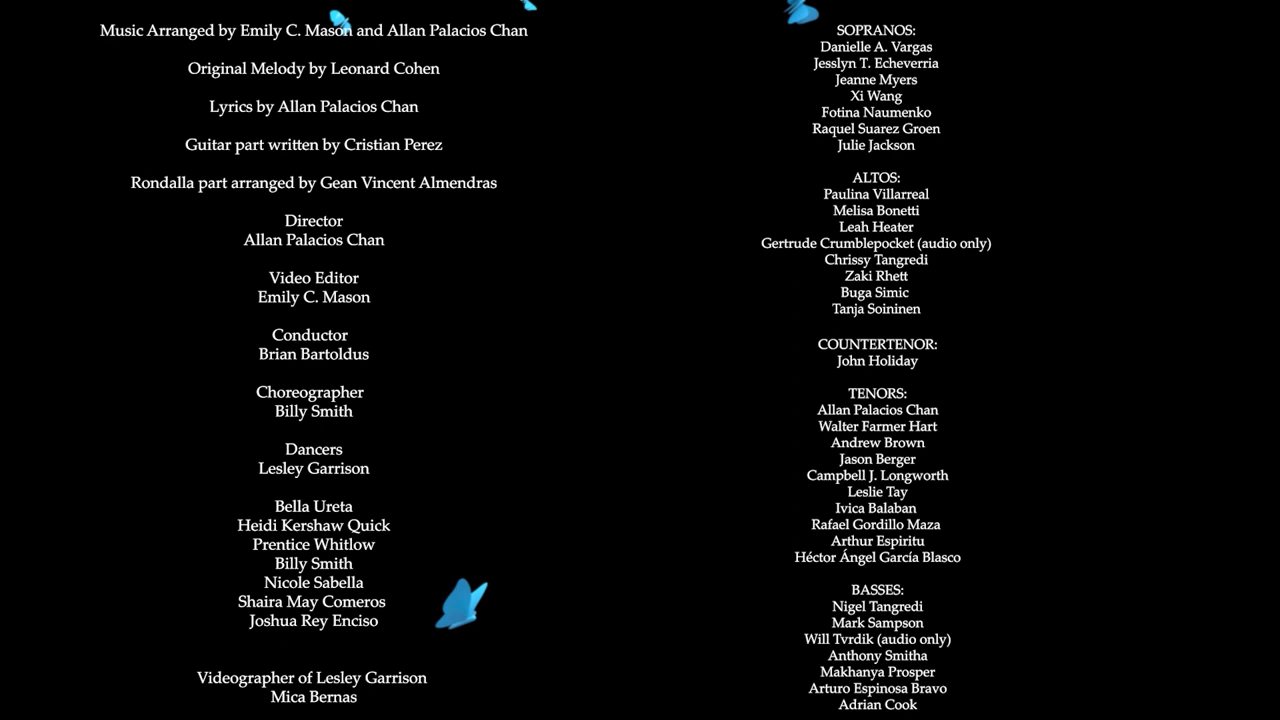 Music Arranged by Emily C. Mason and Allan Palacios Chan
Original Melody by Leonard Cohen
Lyrics by Allan Palacios Chan
Guitar part written by Cristian Perez
Rondalla part arranged by Gean Vincent Almendras
Director
Allan Palacios Chan
Video Editor
Emily C. Mason
Conductor
Brian Bartoldus
Choreographer
Billy Smith
Dancers
Lesley Garrison
Bella Ureta
Heidi Kershaw Quick
Prentice Whitlow
Billy Smith
Nicole Sabella
Shaira May Comeros
Joshua Rey Enciso
Videographer of Lesley Garrison
Mica Bernas
SOPRANOS:
Danielle A. Vargas
Jesslyn T. Echeverria
Jeanne Myers
Xi Wang
Fotina Naumenko
Raquel Suarez Groen
Julie Jackson
ALTOS:
Paulina Villarreal
Melisa Bonetti
Leah Heater
Gertrude Crumblepocket (audio only)
Chrissy Tangredi
Zaki Rhett
Buga Simic
Tanja Soininen
COUNTERTENOR:
John Holiday
TENORS:
Allan Palacios Chan
Walter Farmer Hart
Andrew Brown
Jason Berger
Campbell J. Longworth
Leslie Tay
Ivica Balaban
Rafael Gordillo Maza
Arthur Espiritu
Héctor Ángel García Blasco
BASSES:
Nigel Tangredi
Mark Sampson
Will Tvrdik (audio only)
Anthony Smitha
Makhanya Prosper
Arturo Espinosa Bravo
Adrian Cook